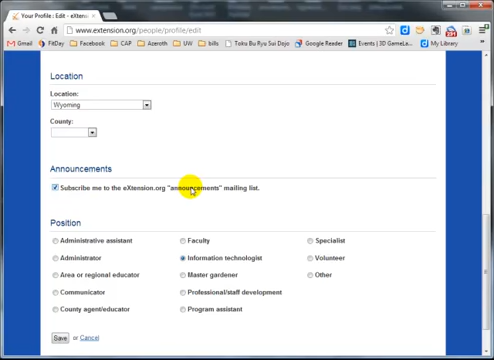 Your Profile : Edit - eXten
www.extension.org/people/profile/edit
Gmail FitDay Facebook CAP Azeroth UW bills Toku Bu Ryu Sui Dojo Google Reader Events | 3D GameLa... My Library
Location
Location:
Wyoming
County:
Announcements
Subscribe me to the eXtension.org "announcements" mailing list.
Position
Administrative assistant Faculty Specialist
Administrator Information technologist Volunteer
Area or regional educator Master gardener Other
Communicator Professional/staff development
County agent/educator Program assistant
Save or Cancel